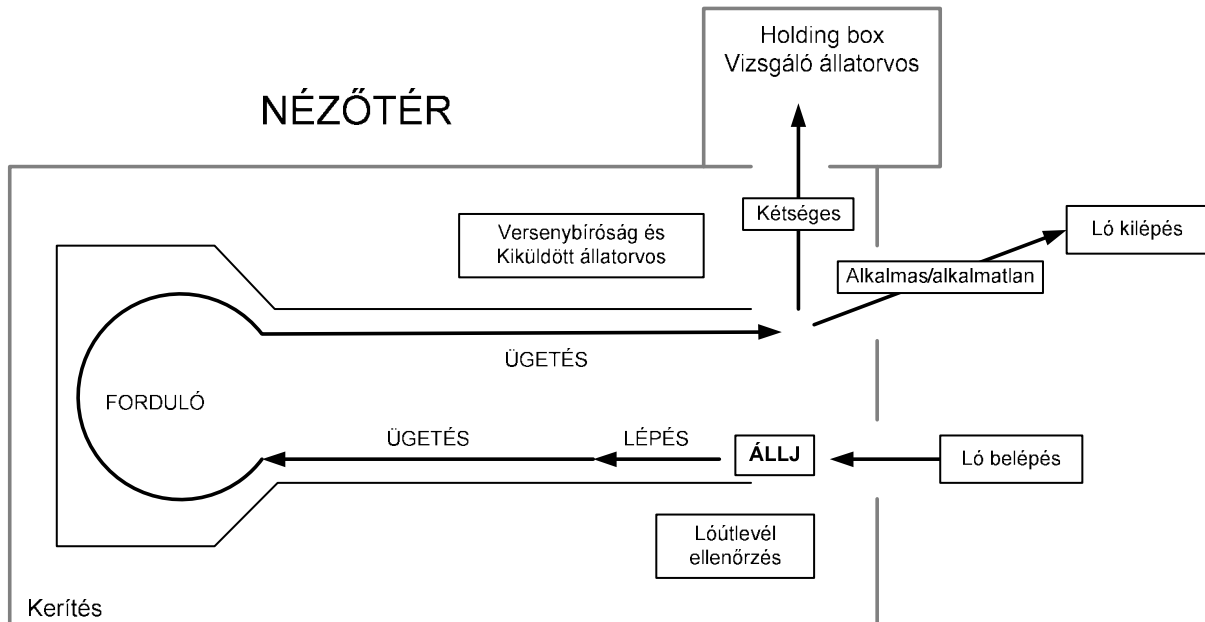 Holding box
Vizsgáló állatorvos
NÉZŐTÉR
Kétséges
Versenybíróság és
Kiküldött állatorvos
Ló kilépés
Alkalmas/alkalmatlan
ÜGETÉS
FORDULÓ
ÜGETÉS
LÉPÉS
ÁLLJ
Ló belépés
Lóútlevél
ellenőrzés
Kerítés